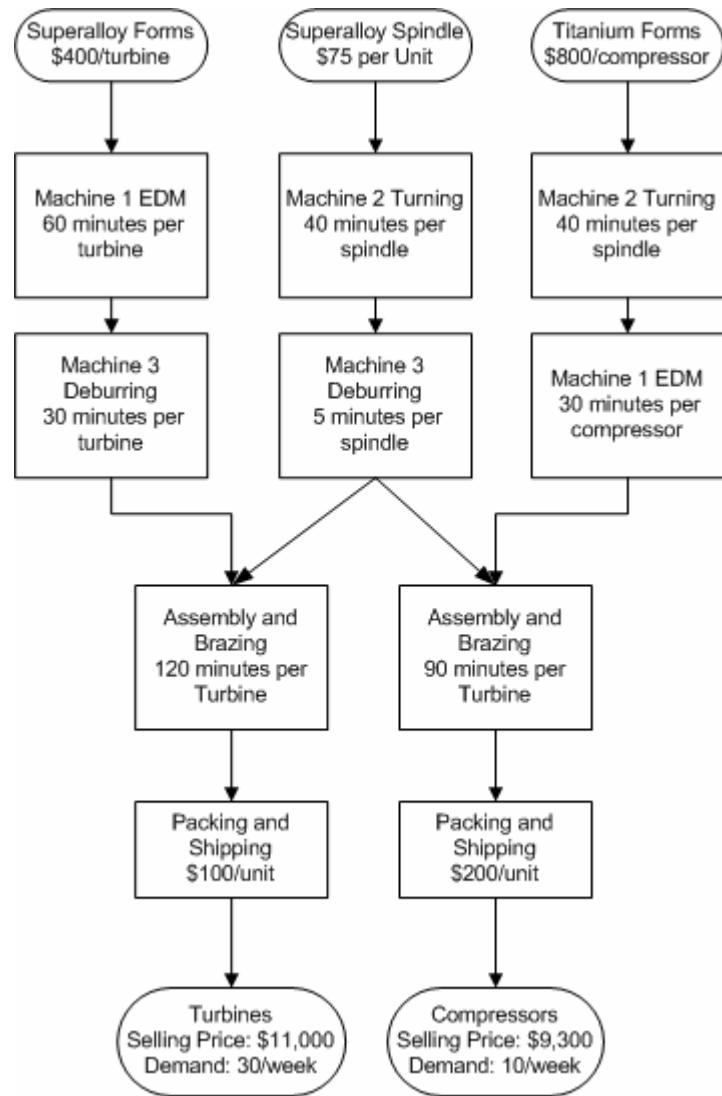 Superalloy Forms
$400/turbine
Superalloy Spindle
$75 per Unit
Titanium Forms
$800/compressor
Machine 1 EDM
60 minutes per
turbine
Machine 2 Turning
40 minutes per
spindle
Machine 2 Turning
40 minutes per
spindle
Machine 3
Deburring
30 minutes per
turbine
Machine 3
Deburring
5 minutes per
spindle
Machine 1 EDM
30 minutes per
compressor
Assembly and
Brazing
120 minutes per
Turbine
Assembly and
Brazing
90 minutes per
Turbine
Packing and
Shipping
$100/unit
Packing and
Shipping
$200/unit
Turbines
Selling Price: $11,000
Demand: 30/week
Compressors
Selling Price: $9,300
Demand: 10/week